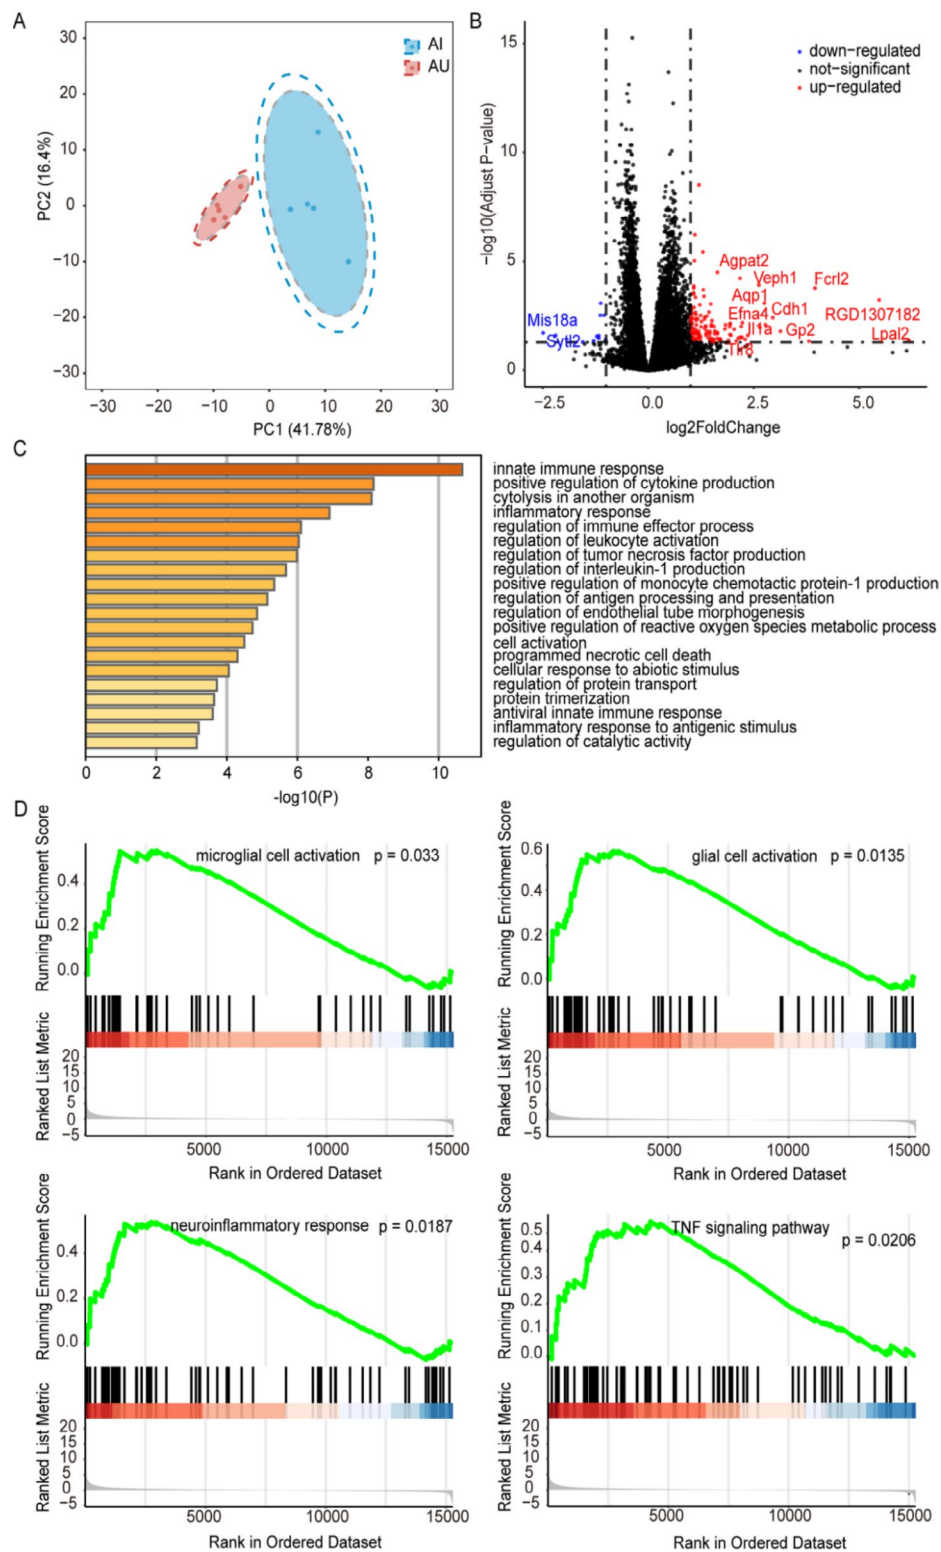 A
30
20
10
0
−10
−20
−30
PC2 (16.4%)
−30 −20 −10 0 10 20 30
PC1 (41.78%)
AI
AU
B
15
10
5
0
−log10(Adjust P−value)
down−regulated
not−significant
up−regulated
Agpat2
Veph1
Fcrl2
Aqp1
Cdh1
RGD1307182
Efna4
Mis18a
Il1a
Gp2
Lpal2
Sytl2
Tlr8
−2.5 0.0 2.5 5.0
log2FoldChange
C
innate immune response
positive regulation of cytokine production
cytolysis in another organism
inflammatory response
regulation of immune effector process
regulation of leukocyte activation
regulation of tumor necrosis factor production
regulation of interleukin-1 production
positive regulation of monocyte chemotactic protein-1 production
regulation of antigen processing and presentation
regulation of endothelial tube morphogenesis
positive regulation of reactive oxygen species metabolic process
cell activation
programmed necrotic cell death
cellular response to abiotic stimulus
regulation of protein transport
protein trimerization
antiviral innate immune response
inflammatory response to antigenic stimulus
regulation of catalytic activity
0 2 4 6 8 10
-log10(P)
D
Running Enrichment Score
microglial cell activation p = 0.033
0.4
0.2
0.0
Ranked List Metric
20
15
10
5
0
−5
5000 10000 15000
Rank in Ordered Dataset
Running Enrichment Score
glial cell activation p = 0.0135
0.6
0.4
0.2
0.0
Ranked List Metric
20
15
10
5
0
−5
5000 10000 15000
Rank in Ordered Dataset
Running Enrichment Score
neuroinflammatory response p = 0.0187
0.4
0.2
0.0
Ranked List Metric
20
15
10
5
0
−5
5000 10000 15000
Rank in Ordered Dataset
Running Enrichment Score
TNF signaling pathway
p = 0.0206
0.5
0.4
0.3
0.2
0.1
0.0
Ranked List Metric
20
15
10
5
0
−5
5000 10000 15000
Rank in Ordered Dataset